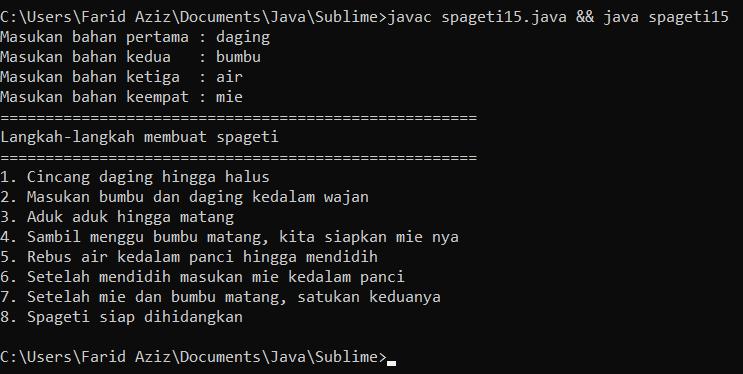 C:\Users\Farid Aziz\Documents\Java\Sublime>javac spageti15.java && java spageti15
Masukan bahan pertama : daging
Masukan bahan kedua   : bumbu
Masukan bahan ketiga  : air
Masukan bahan keempat : mie
=====================================================
Langkah-langkah membuat spageti
=====================================================
1. Cincang daging hingga halus
2. Masukan bumbu dan daging kedalam wajan
3. Aduk aduk hingga matang
4. Sambil menggu bumbu matang, kita siapkan mie nya
5. Rebus air kedalam panci hingga mendidih
6. Setelah mendidih masukan mie kedalam panci
7. Setelah mie dan bumbu matang, satukan keduanya
8. Spageti siap dihidangkan
C:\Users\Farid Aziz\Documents\Java\Sublime>